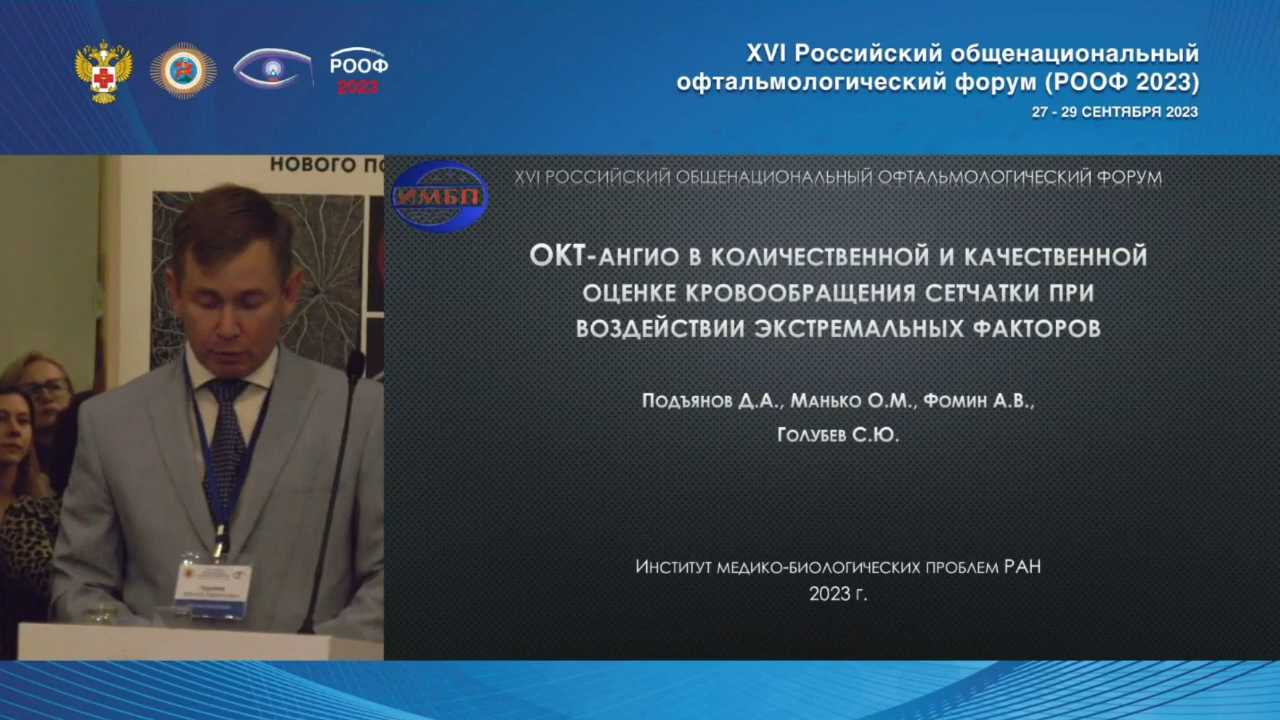 РООФ
2023
XVI Российский общенациональный
офтальмологический форум (РООФ 2023)
27 - 29 СЕНТЯБРЯ 2023
НОВОГО
ИМБП
XVI РОССИЙСКИЙ ОБЩЕНАЦИОНАЛЬНЫЙ ОФТАЛЬМОЛОГИЧЕСКИЙ ФОРУМ
ОКТ-АНГИО В КОЛИЧЕСТВЕННОЙ И КАЧЕСТВЕННОЙ
ОЦЕНКЕ КРОВООБРАЩЕНИЯ СЕТЧАТКИ ПРИ
ВОЗДЕЙСТВИИ ЭКСТРЕМАЛЬНЫХ ФАКТОРОВ
Подъянов Д.А., Манько О.М., Фомин А.В.,
Голубев С.Ю.
Институт медико-биологических проблем РАН
2023 г.